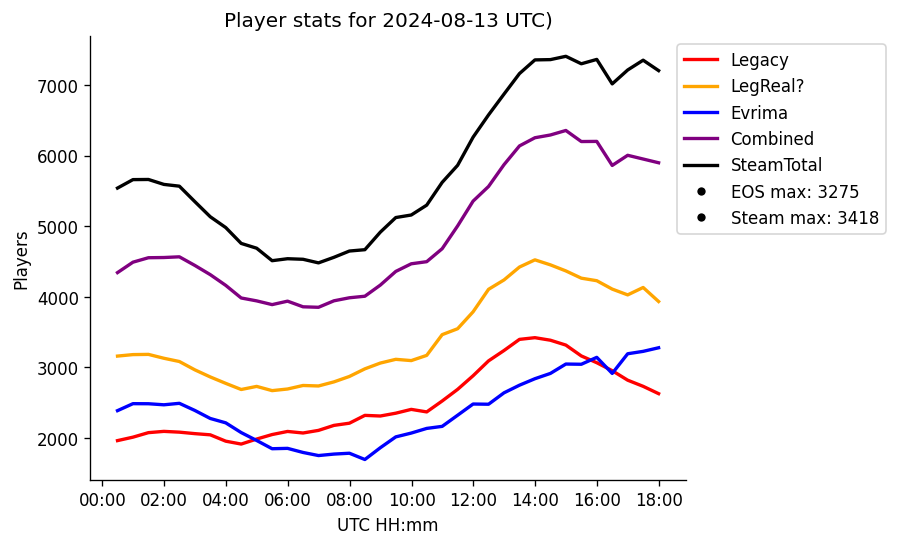 Player stats for 2024-08-13 UTC)
Legacy
LegReal?
Evrima
Combined
SteamTotal
EOS max: 3275
Steam max: 3418
7000
6000
5000
4000
3000
2000
Players
00:00 02:00 04:00 06:00 08:00 10:00 12:00 14:00 16:00 18:00
UTC HH:mm